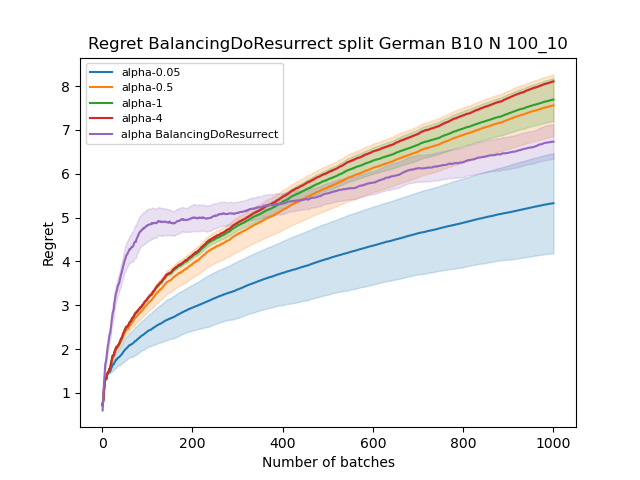 Regret BalancingDoResurrect split German B10 N 100_10
alpha-0.05
alpha-0.5
alpha-1
alpha-4
alpha BalancingDoResurrect
Regret
8
7
6
5
4
3
2
1
0
200
400
600
800
1000
Number of batches